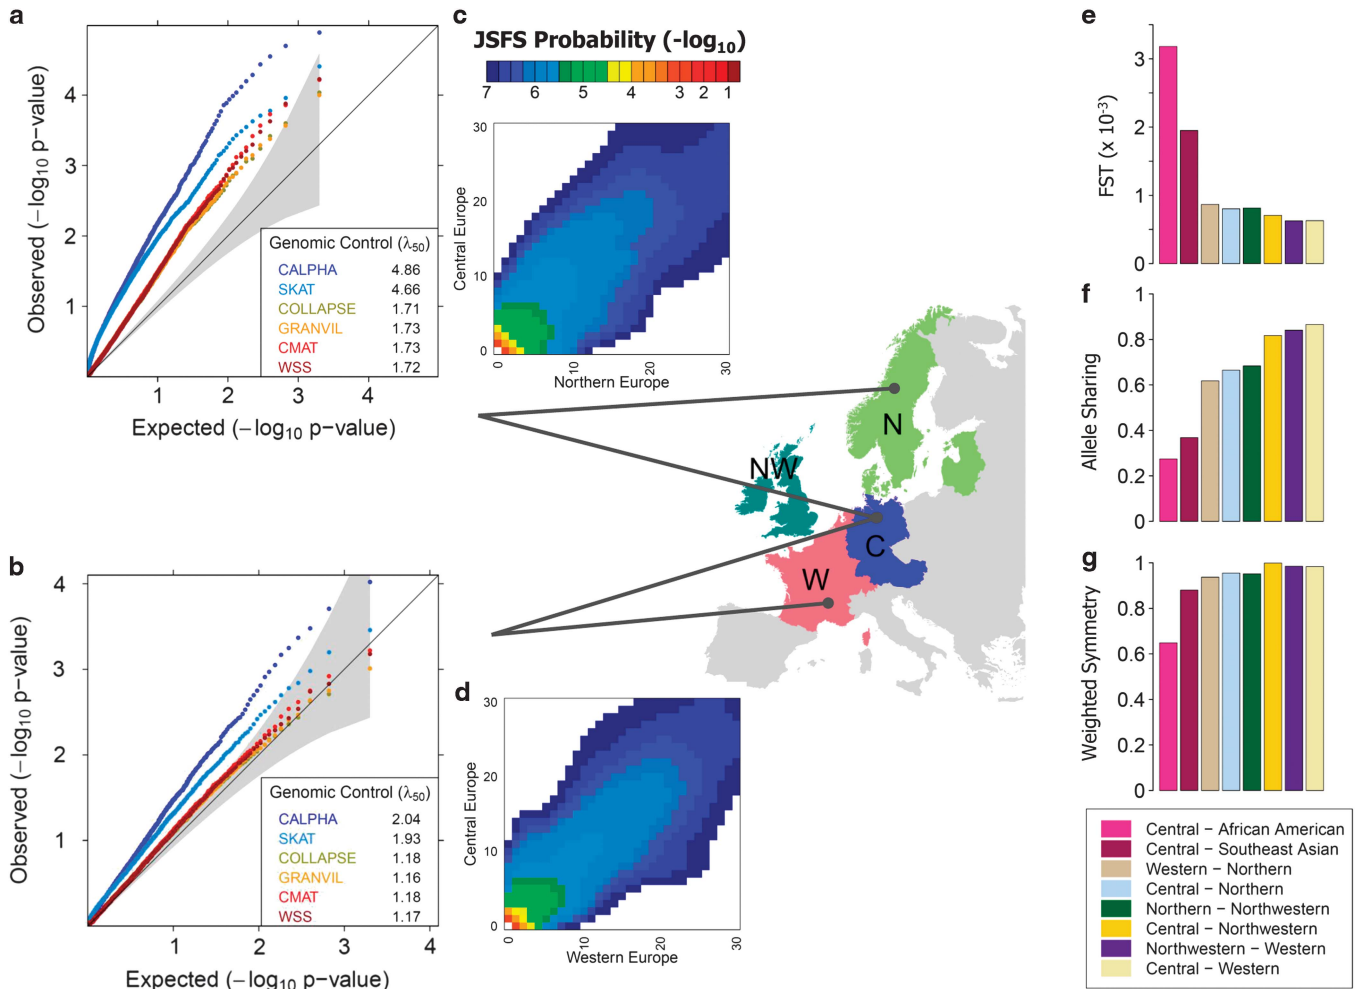 a
Observed (−log10 p-value)
4
3
2
1
1
2
3
4
Expected (−log10 p-value)
Genomic Control (λ50)
CALPHA 4.86
SKAT 4.66
COLLAPSE 1.71
GRANVIL 1.73
CMAT 1.73
WSS 1.72
b
Observed (−log10 p-value)
4
3
2
1
1
2
3
4
Expected (−log10 p-value)
Genomic Control (λ50)
CALPHA 2.04
SKAT 1.93
COLLAPSE 1.18
GRANVIL 1.16
CMAT 1.18
WSS 1.17
c
JSFS Probability (-log10)
7 6 5 4 3 2 1
Central Europe
30
20
10
0
0
10
20
30
Northern Europe
N
NW
C
W
d
Central Europe
30
20
10
0
0
10
20
30
Western Europe
e
FST (x 10-3)
3
2
1
0
f
Allele Sharing
1
0.8
0.6
0.4
0.2
0
g
Weighted Symmetry
1
0.8
0.6
0.4
0.2
0
Central – African American
Central – Southeast Asian
Western – Northern
Central – Northern
Northern – Northwestern
Central – Northwestern
Northwestern – Western
Central – Western